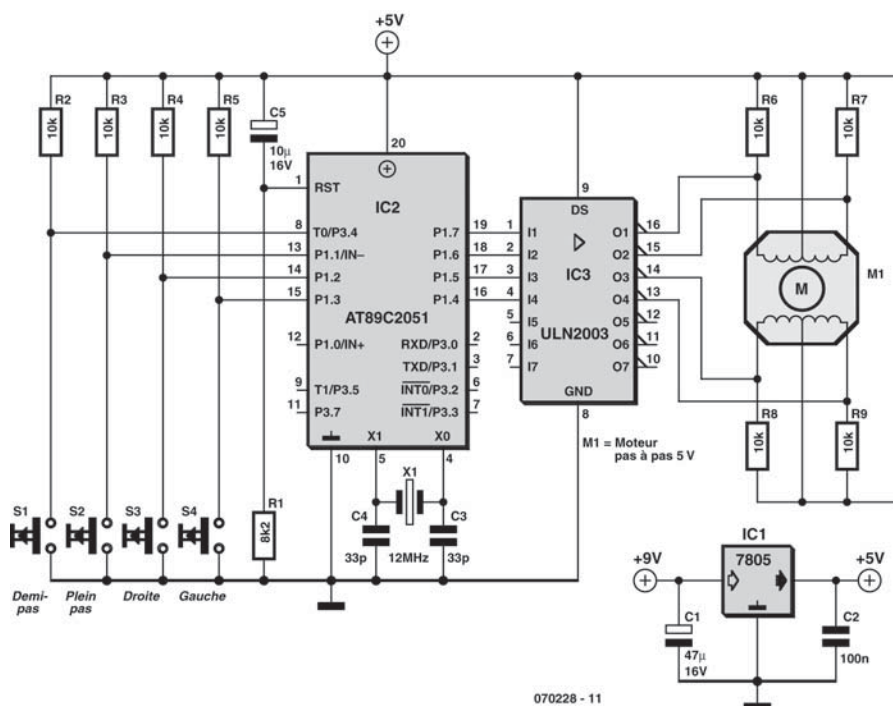 +5V
R2
10k
R3
10k
R4
10k
R5
10k
C5
10µ
16V
20
1
RST
IC2
8
T0/P3.4
13
P1.1/IN–
14
P1.2
15
P1.3
AT89C2051
12
P1.0/IN+
9
T1/P3.5
11
P3.7
P1.7
19
P1.6
18
P1.5
17
P1.4
16
RXD/P3.0
2
TXD/P3.1
3
INT0/P3.2
6
INT1/P3.3
7
X1
X0
10
5
4
9
DS
1
I1
2
I2
3
I3
4
I4
5
I5
6
I6
7
I7
IC3
ULN2003
O1
16
O2
15
O3
14
O4
13
O5
12
O6
11
O7
10
GND
8
R6
10k
R7
10k
M
M1
R8
10k
R9
10k
M1 = Moteur
pas à pas 5 V
X1
C4
33p
12MHz
C3
33p
R1
8k2
S1
S2
S3
S4
Demi-
pas
Plein
pas
Droite
Gauche
IC1
7805
+9V
+5V
C1
47µ
16V
C2
100n
070228 - 11